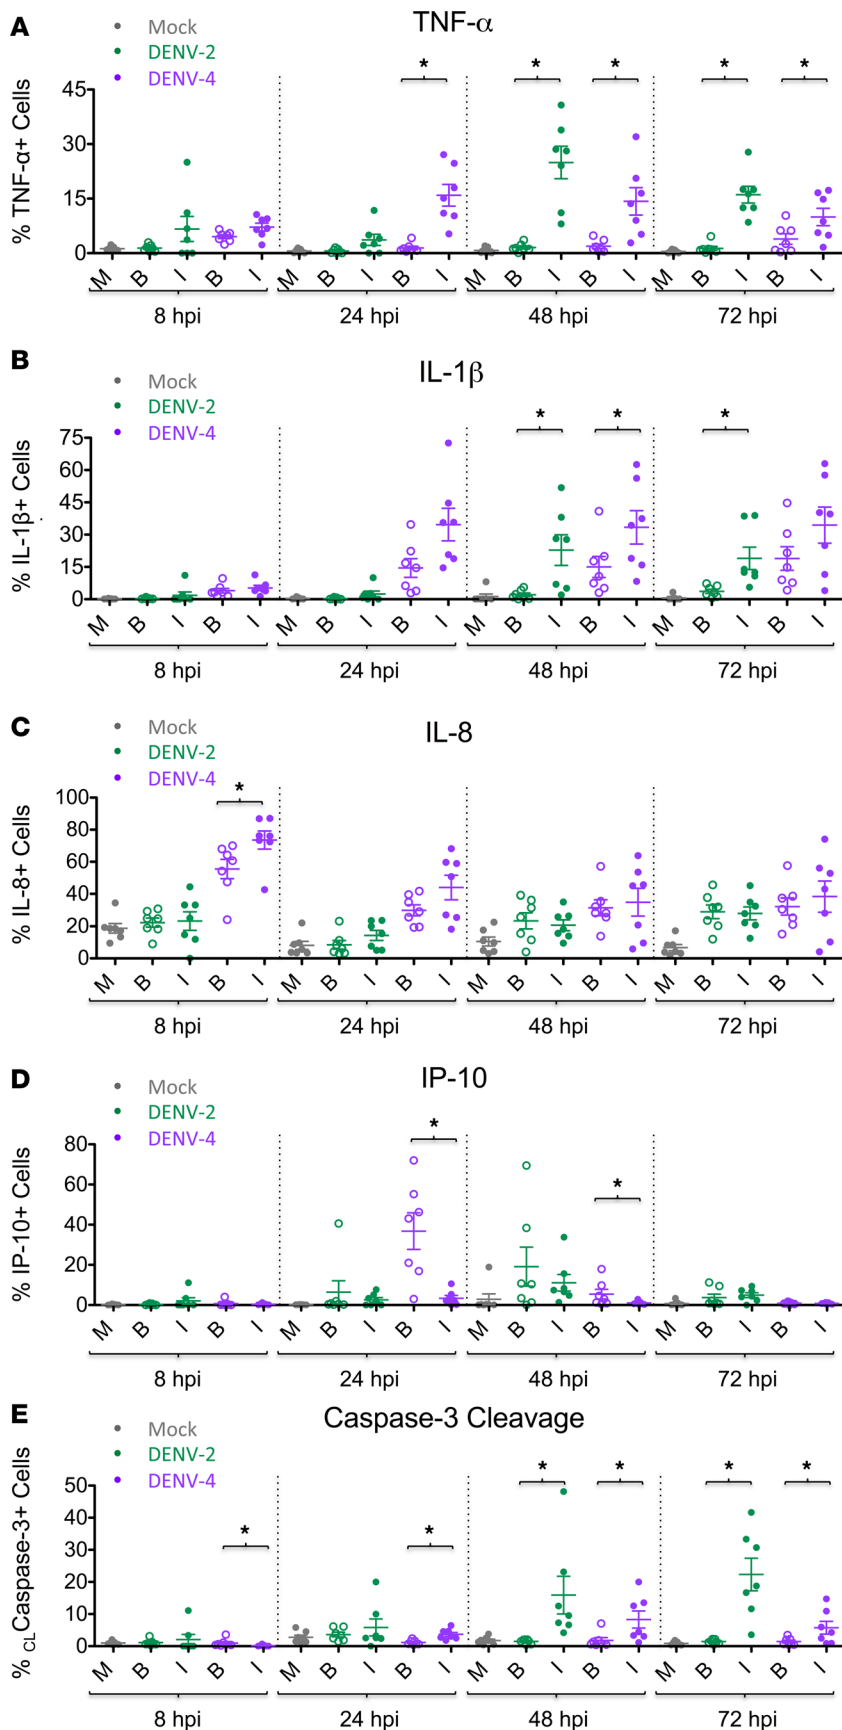 A
TNF-α
Mock
DENV-2
DENV-4
* * * * *
% TNF-α+ Cells
45
30
15
0
M B I B I M B I B I M B I B I M B I B I
8 hpi 24 hpi 48 hpi 72 hpi
B
IL-1β
Mock
DENV-2
DENV-4
* * *
% IL-1β+ Cells
75
60
45
30
15
0
M B I B I M B I B I M B I B I M B I B I
8 hpi 24 hpi 48 hpi 72 hpi
C
IL-8
Mock
DENV-2
DENV-4
*
% IL-8+ Cells
100
80
60
40
20
0
M B I B I M B I B I M B I B I M B I B I
8 hpi 24 hpi 48 hpi 72 hpi
D
IP-10
Mock
DENV-2
DENV-4
* *
% IP-10+ Cells
80
60
40
20
0
M B I B I M B I B I M B I B I M B I B I
8 hpi 24 hpi 48 hpi 72 hpi
E
Caspase-3 Cleavage
Mock
DENV-2
DENV-4
* * * * * *
% CLCaspase-3+ Cells
50
40
30
20
10
0
M B I B I M B I B I M B I B I M B I B I
8 hpi 24 hpi 48 hpi 72 hpi